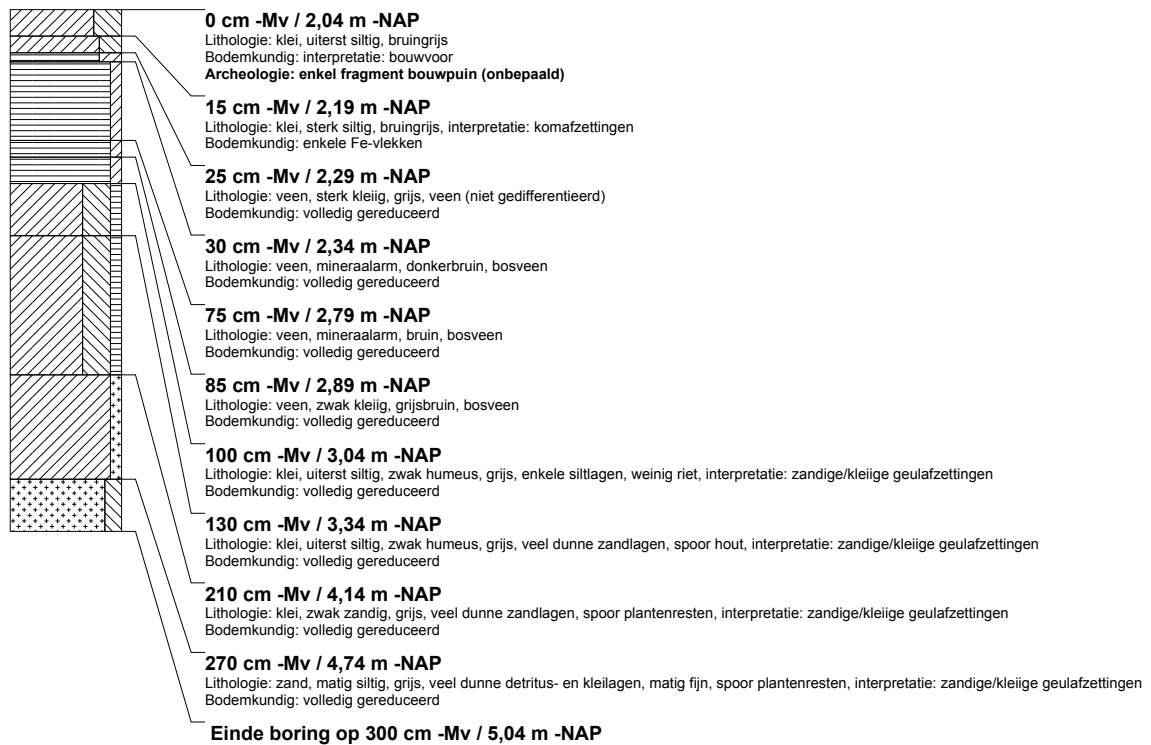 0 cm -Mv / 2,04 m -NAP
Lithologie: klei, uiterst siltig, bruingrijs
Bodemkundig: interpretatie: bouwvoor
Archeologie: enkel fragment bouwpuin (onbepaald)
15 cm -Mv / 2,19 m -NAP
Lithologie: klei, sterk siltig, bruingrijs, interpretatie: komafzettingen
Bodemkundig: enkele Fe-vlekken
25 cm -Mv / 2,29 m -NAP
Lithologie: veen, sterk kleiig, grijs, veen (niet gedifferentieerd)
Bodemkundig: volledig gereduceerd
30 cm -Mv / 2,34 m -NAP
Lithologie: veen, mineraalarm, donkerbruin, bosveen
Bodemkundig: volledig gereduceerd
75 cm -Mv / 2,79 m -NAP
Lithologie: veen, mineraalarm, bruin, bosveen
Bodemkundig: volledig gereduceerd
85 cm -Mv / 2,89 m -NAP
Lithologie: veen, zwak kleiig, grijsbruin, bosveen
Bodemkundig: volledig gereduceerd
100 cm -Mv / 3,04 m -NAP
Lithologie: klei, uiterst siltig, zwak humeus, grijs, enkele siltlagen, weinig riet, interpretatie: zandige/kleiige geulafzettingen
Bodemkundig: volledig gereduceerd
130 cm -Mv / 3,34 m -NAP
Lithologie: klei, uiterst siltig, zwak humeus, grijs, veel dunne zandlagen, spoor hout, interpretatie: zandige/kleiige geulafzettingen
Bodemkundig: volledig gereduceerd
210 cm -Mv / 4,14 m -NAP
Lithologie: klei, zwak zandig, grijs, veel dunne zandlagen, spoor plantenresten, interpretatie: zandige/kleiige geulafzettingen
Bodemkundig: volledig gereduceerd
270 cm -Mv / 4,74 m -NAP
Lithologie: zand, matig siltig, grijs, veel dunne detritus- en kleilagen, matig fijn, spoor plantenresten, interpretatie: zandige/kleiige geulafzettingen
Bodemkundig: volledig gereduceerd
Einde boring op 300 cm -Mv / 5,04 m -NAP